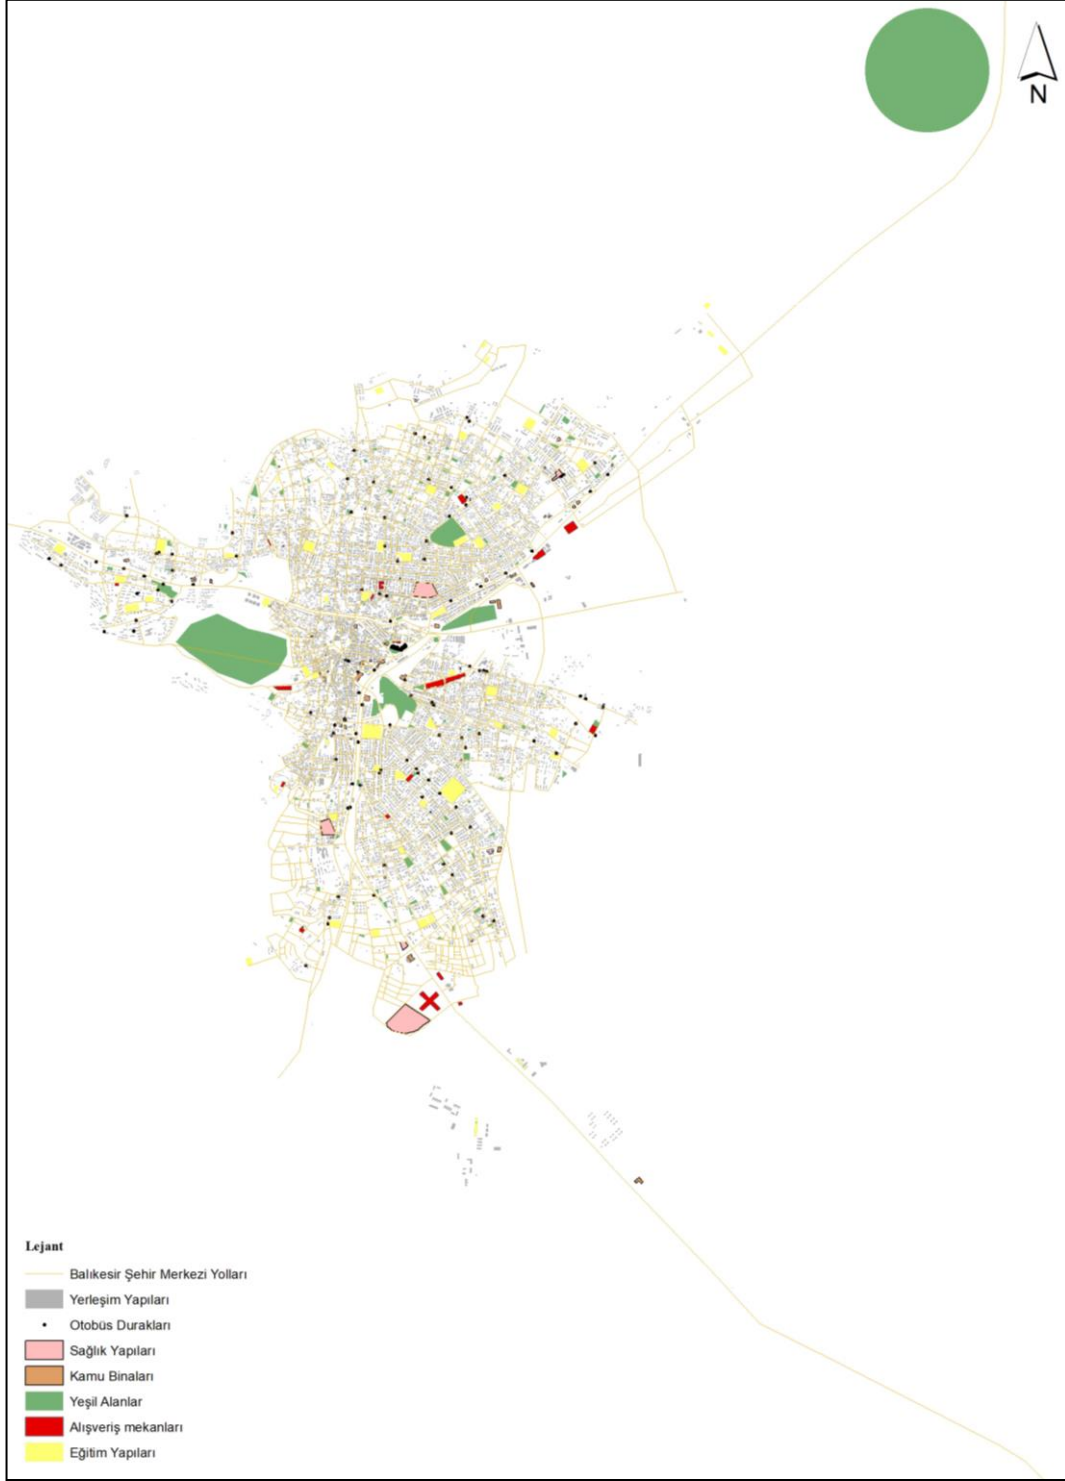 N
Lejant
Balıkesir Şehir Merkezi Yolları
Yerleşim Yapıları
Otobüs Durakları
Sağlık Yapıları
Kamu Binaları
Yeşil Alanlar
Alışveriş mekanları
Eğitim Yapıları